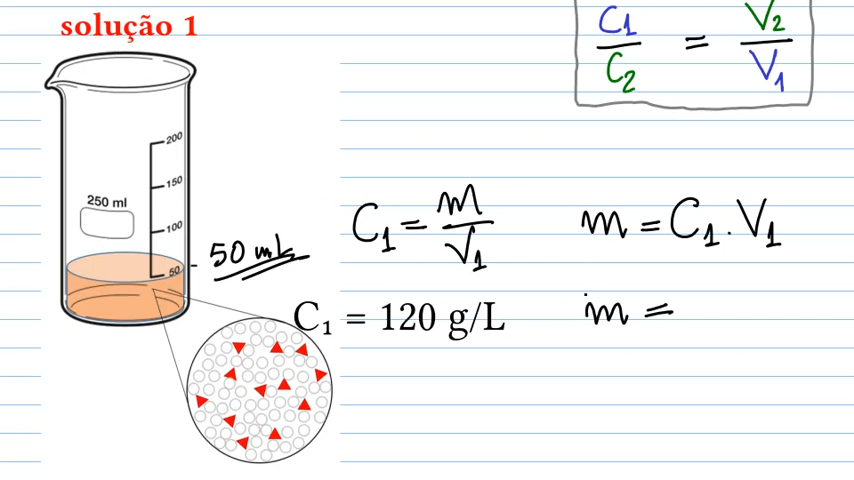 solução 1
C1 / C2 = V2 / V1
200
150
250 ml
100
50
50 mL
C1 = m / V1
m = C1 . V1
C₁ = 120 g/L
m =